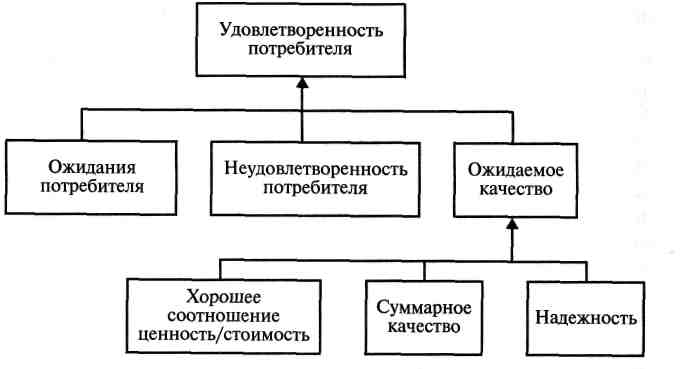 Удовлетворенность
потребителя
Ожидания
потребителя
Неудовлетворенность
потребителя
Ожидаемое
качество
Хорошее
соотношение
ценность/стоимость
Суммарное
качество
Надежность